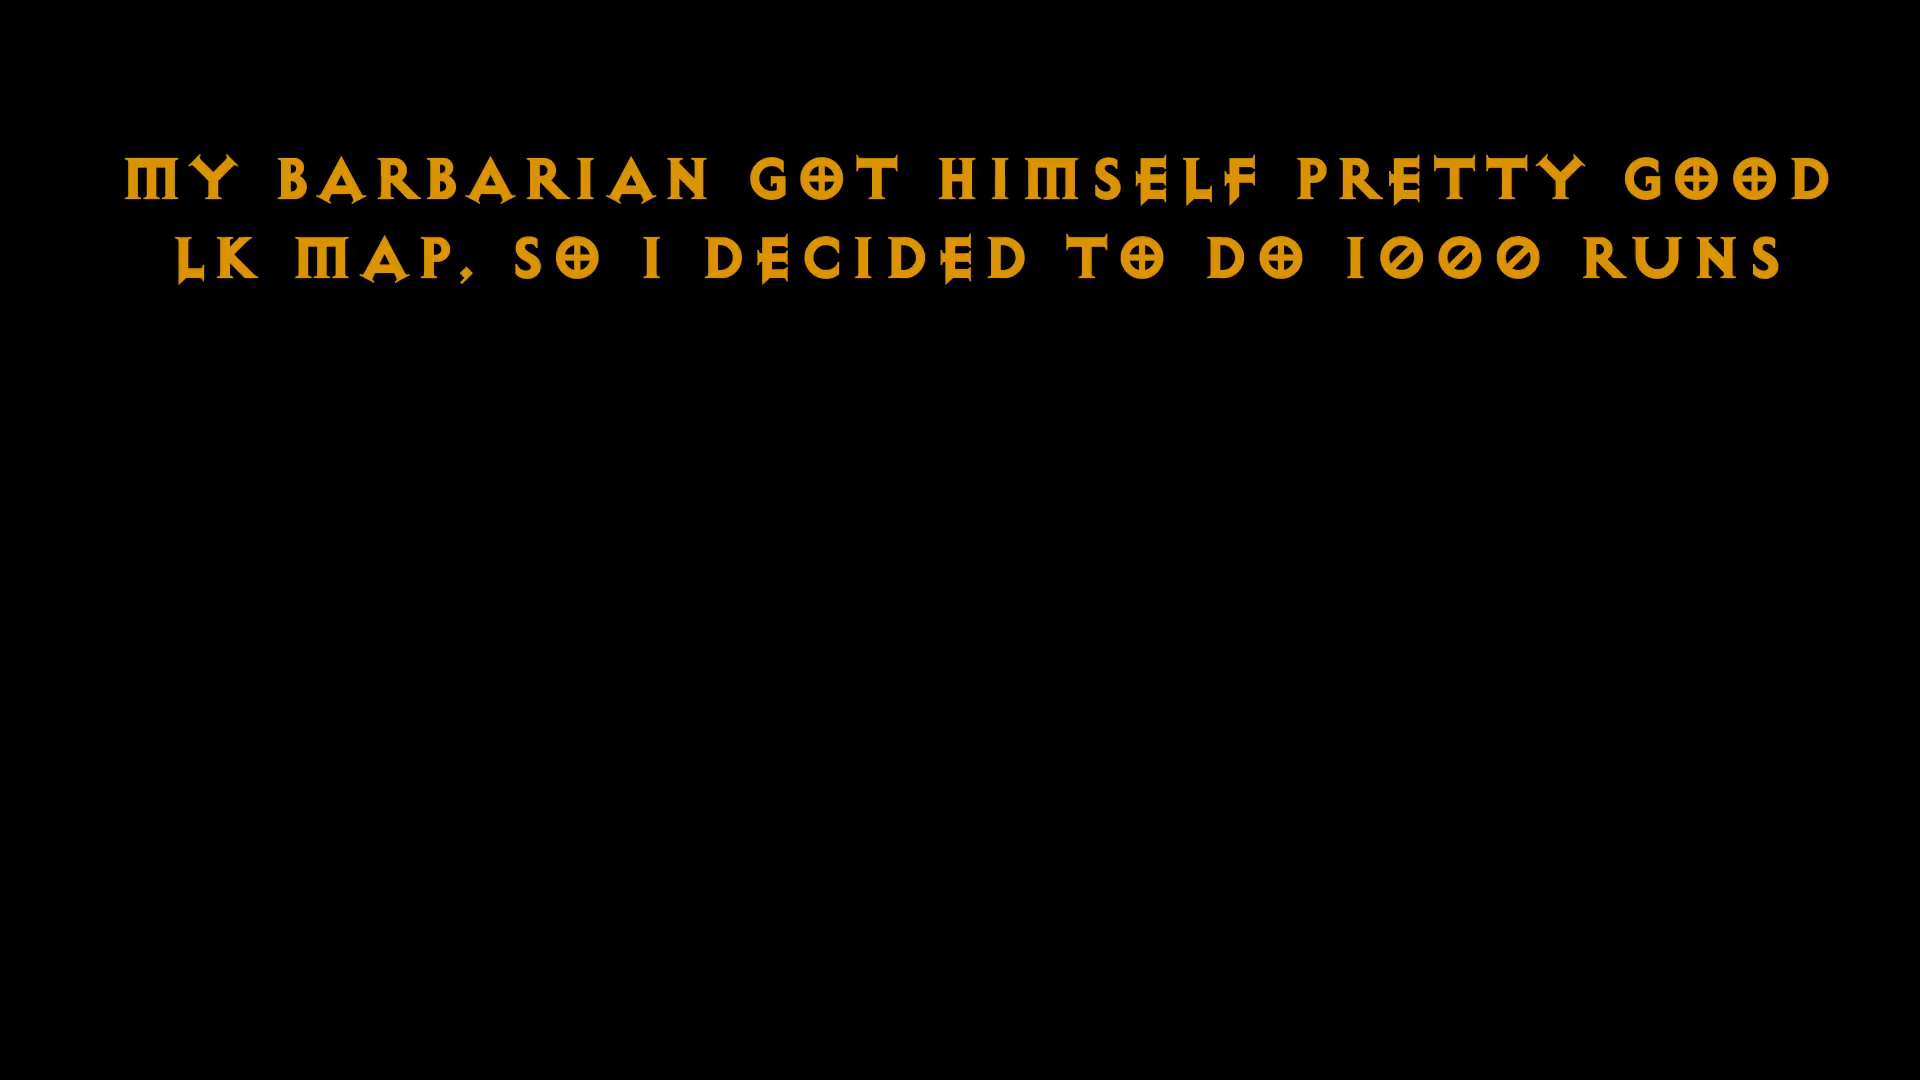 MY BARBARIAN GOT HIMSELF PRETTY GOOD
LK MAP, SO I DECIDED TO DO 1000 RUNS